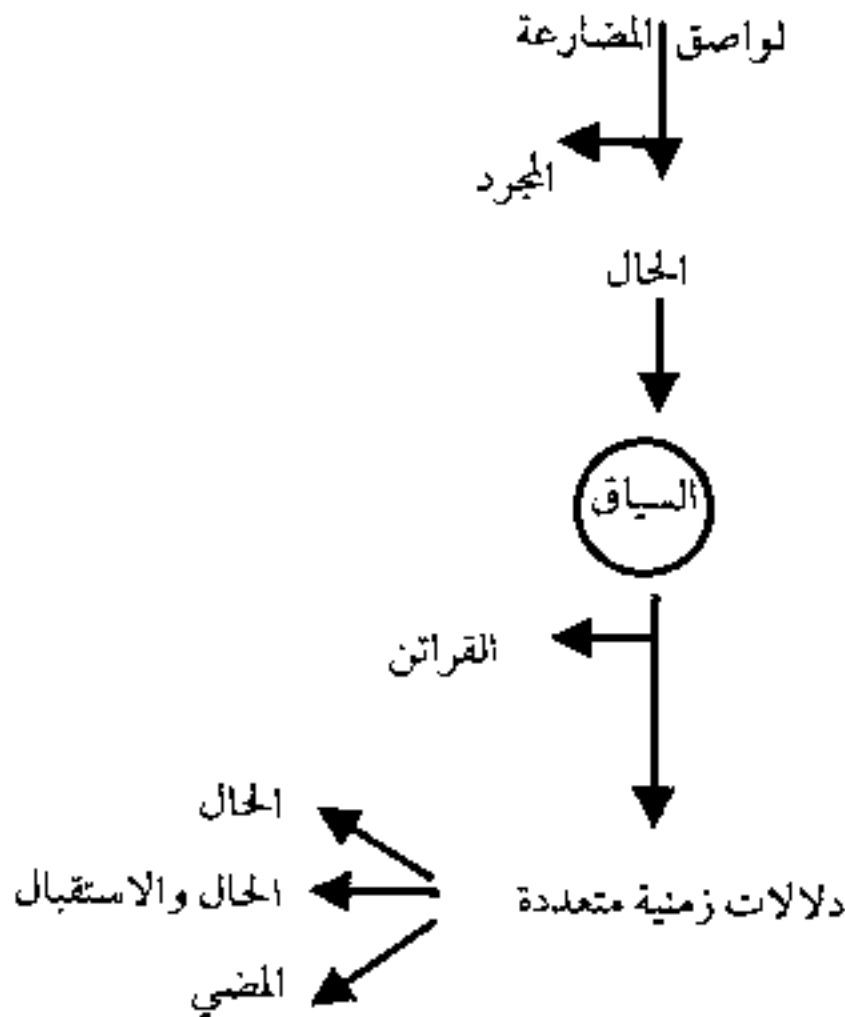 لواصق المضارعة
المجرد
الحال
السياق
القرائن
الحال
دلالات زمنية متعددة
الحال والاستقبال
المضي